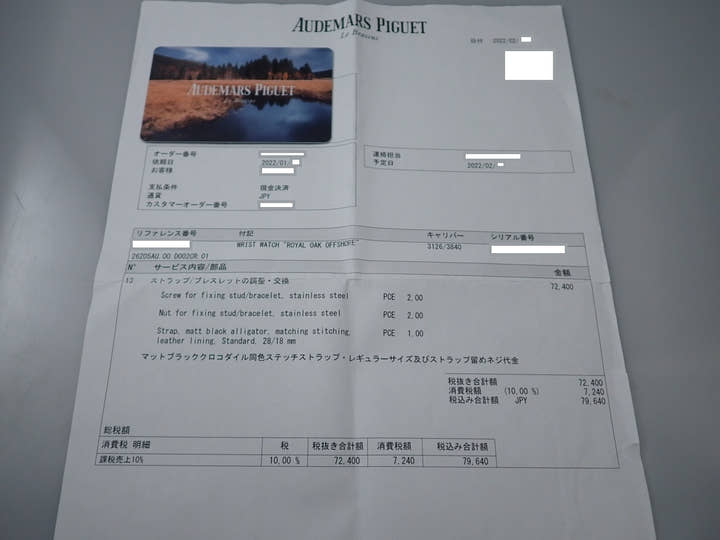 AUDEMARS PIGUET
Le Brassus
日付 2022/02/
AUDEMARS PIGUET
Le Brassus
オーダー番号
依頼日 2022/01/
お客様
連絡担当
予定日 2022/02/
支払条件 現金決済
通貨 JPY
カスタマーオーダー番号
リファレンス番号 付記 キャリバー シリアル番号
WRIST WATCH "ROYAL OAK OFFSHORE" 3126/3840
26205AU.OO.D002CR.01
N° サービス内容/部品 金額
12 ストラップ/ブレスレットの調整・交換 72,400
Screw for fixing stud/bracelet, stainless steel PCE 2.00
Nut for fixing stud/bracelet, stainless steel PCE 2.00
Strap, matt black alligator, matching stitching, PCE 1.00
leather lining, Standard, 28/18 mm
マットブラッククロコダイル同色ステッチストラップ・レギュラーサイズ及びストラップ留めネジ代金
税抜き合計額 72,400
消費税額 (10,00 %) 7,240
税込み合計額 JPY 79,640
総税額
消費税 明細 税 税抜き合計額 消費税額 税込み合計額
課税売上10% 10,00 % 72,400 7,240 79,640